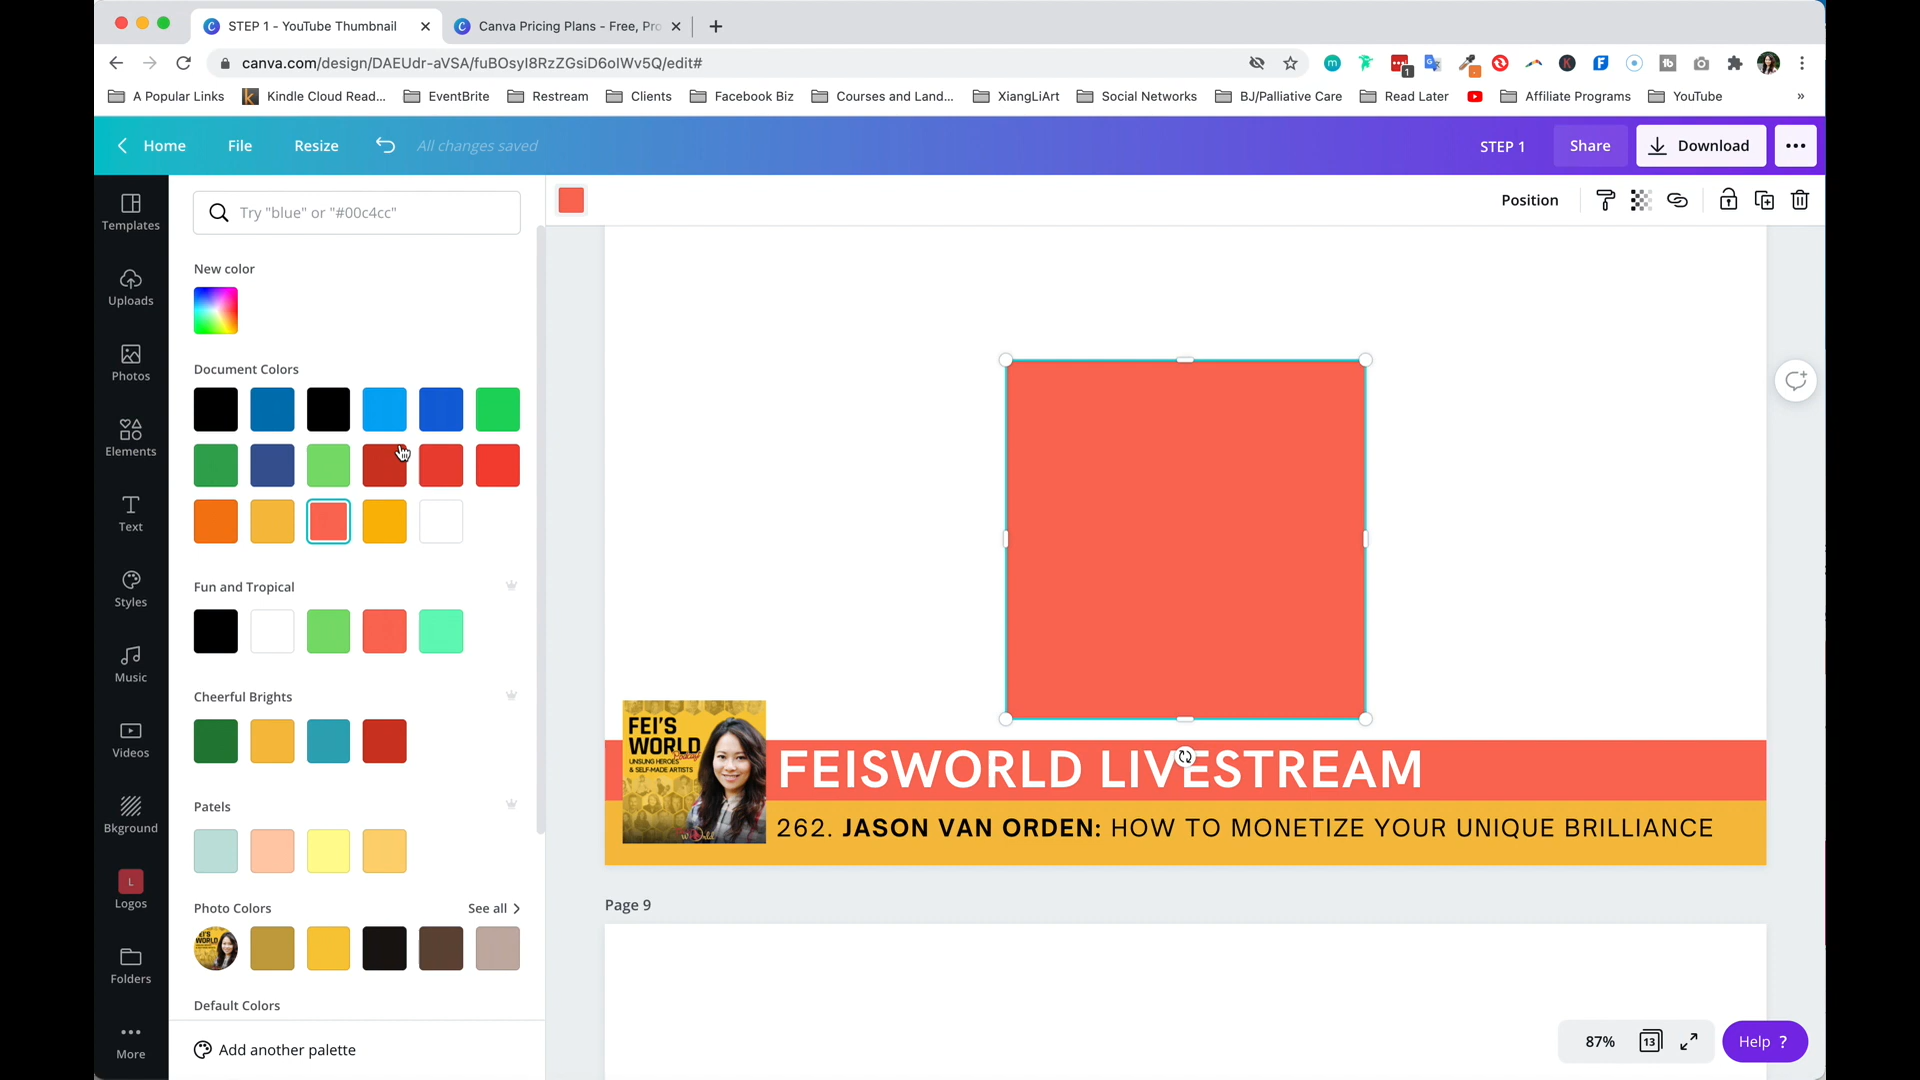 STEP 1 - YouTube Thumbnail
Canva Pricing Plans - Free, Pro
canva.com/design/DAEUdr-aVSA/fuBOsyI8RzZGsiD6oIWv5Q/edit#
A Popular Links
Kindle Cloud Read...
EventBrite
Restream
Clients
Facebook Biz
Courses and Land...
XiangLiArt
Social Networks
BJ/Palliative Care
Read Later
Affiliate Programs
YouTube
»
Home
File
Resize
All changes saved
STEP 1
Share
Download
Templates
Uploads
Photos
Elements
Text
Styles
Music
Videos
Bkground
L
Logos
Folders
More
Try "blue" or "#00c4cc"
New color
Document Colors
Fun and Tropical
Cheerful Brights
Patels
Photo Colors
See all
Default Colors
Add another palette
Position
FEI'S
WORLD
Podcast
UNSUNG HEROES
& SELF-MADE ARTISTS
FEISWORLD LIVESTREAM
262. JASON VAN ORDEN: HOW TO MONETIZE YOUR UNIQUE BRILLIANCE
Page 9
87%
13
Help ?